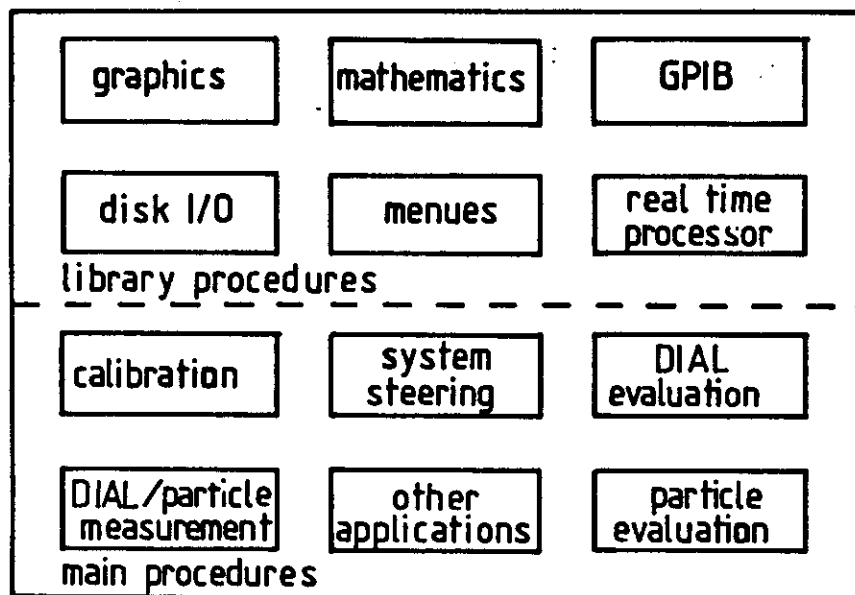 graphics
mathematics
GPIB
disk I/O
menues
real time
processor
library procedures
calibration
system
steering
DIAL
evaluation
DIAL/particle
measurement
other
applications
particle
evaluation
main procedures